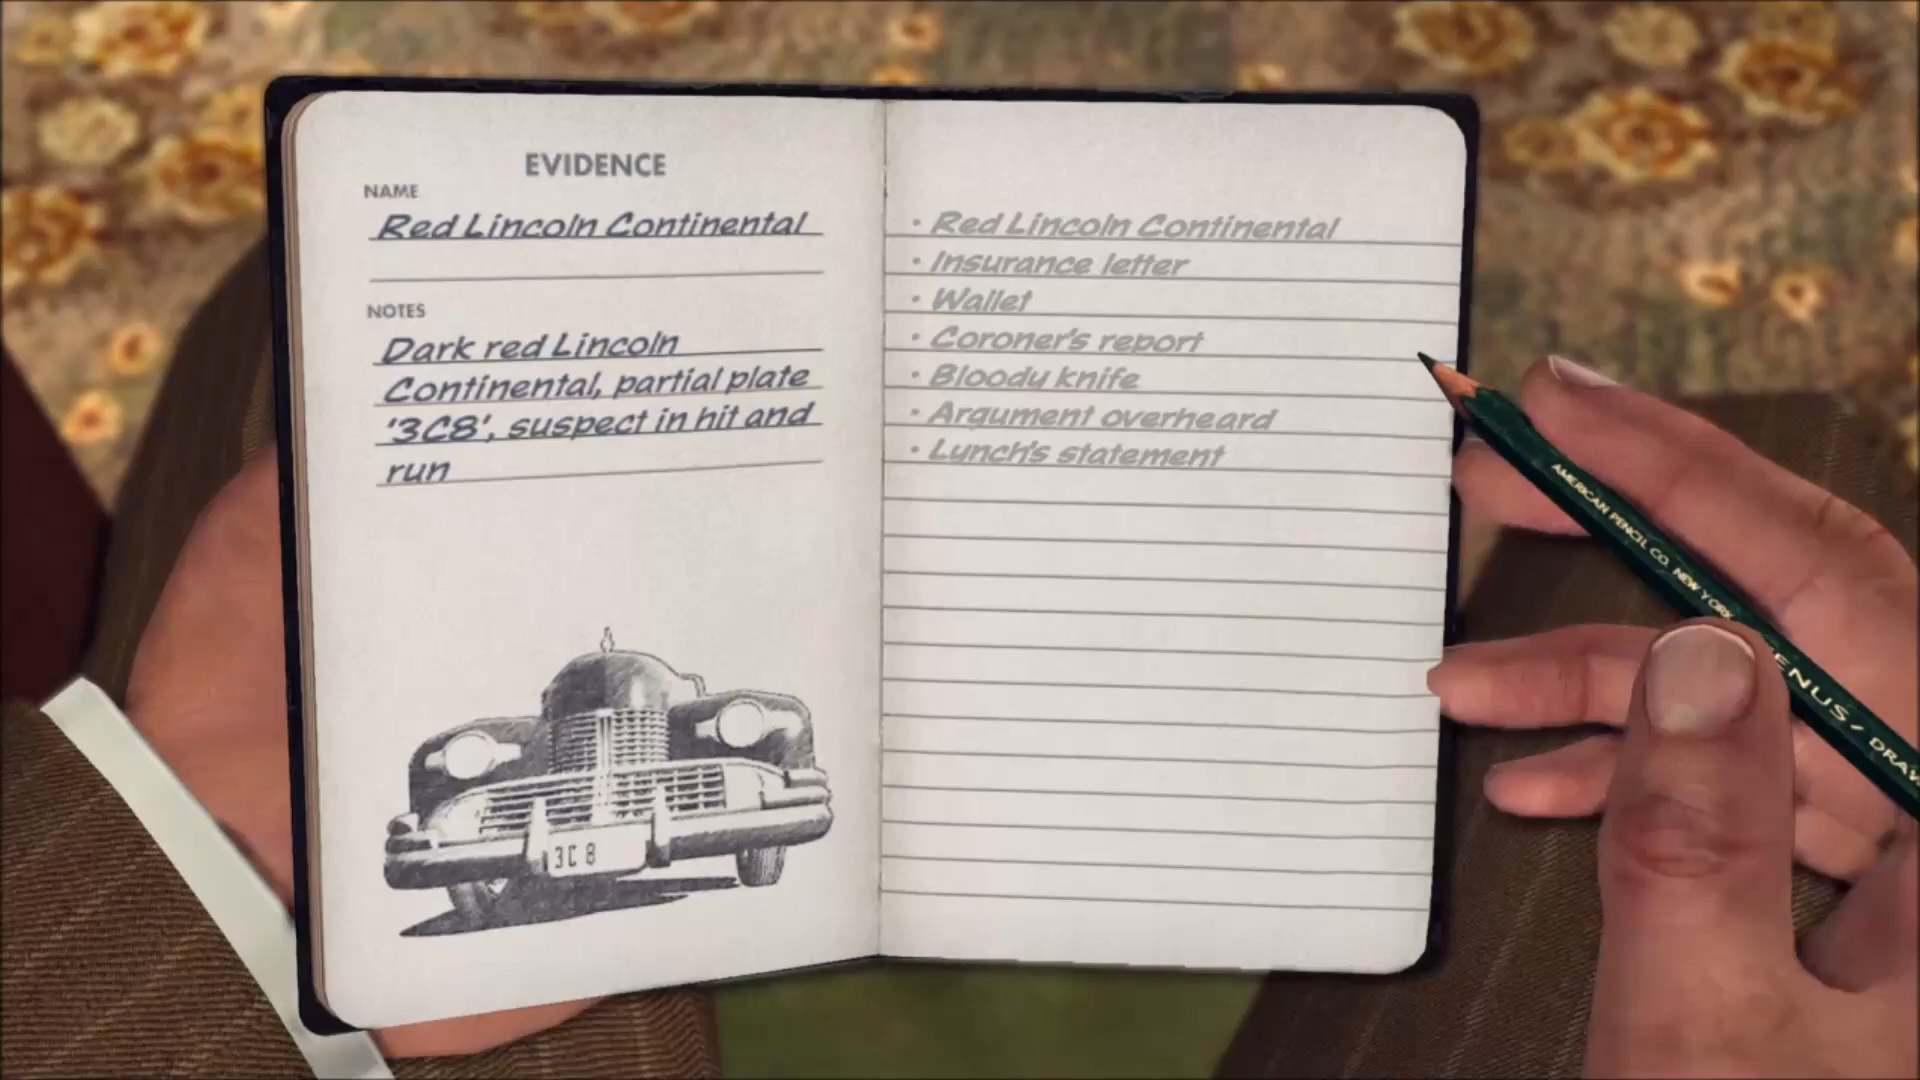 EVIDENCE
NAME
Red Lincoln Continental
NOTES
Dark red Lincoln
Continental, partial plate
'3C8', suspect in hit and
run
3C 8
• Red Lincoln Continental
• Insurance letter
• Wallet
• Coroner's report
• Bloody knife
• Argument overheard
• Lunch's statement
AMERICAN PENCIL CO. NEW YORK
ENUS/ DRAW